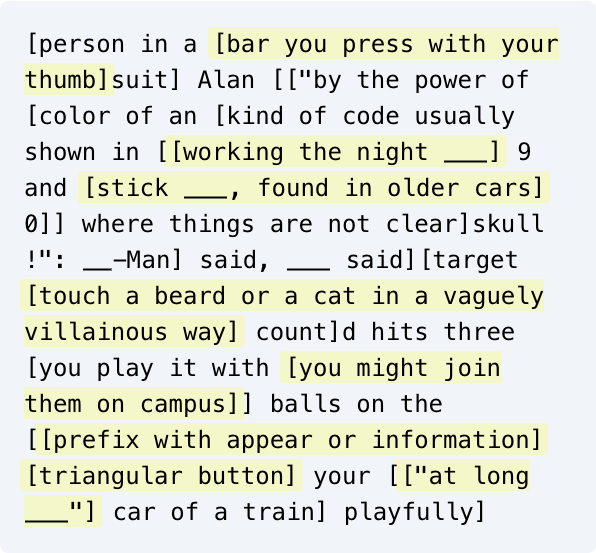 [person in a [bar you press with your
thumb]suit] Alan [["by the power of
[color of an [kind of code usually
shown in [[working the night ___] 9
and [stick ___, found in older cars]
0]] where things are not clear]skull
!": __-Man] said, ___ said][target
[touch a beard or a cat in a vaguely
villainous way] count]d hits three
[you play it with [you might join
them on campus]] balls on the
[[prefix with appear or information]
[triangular button] your [["at long
___"] car of a train] playfully]